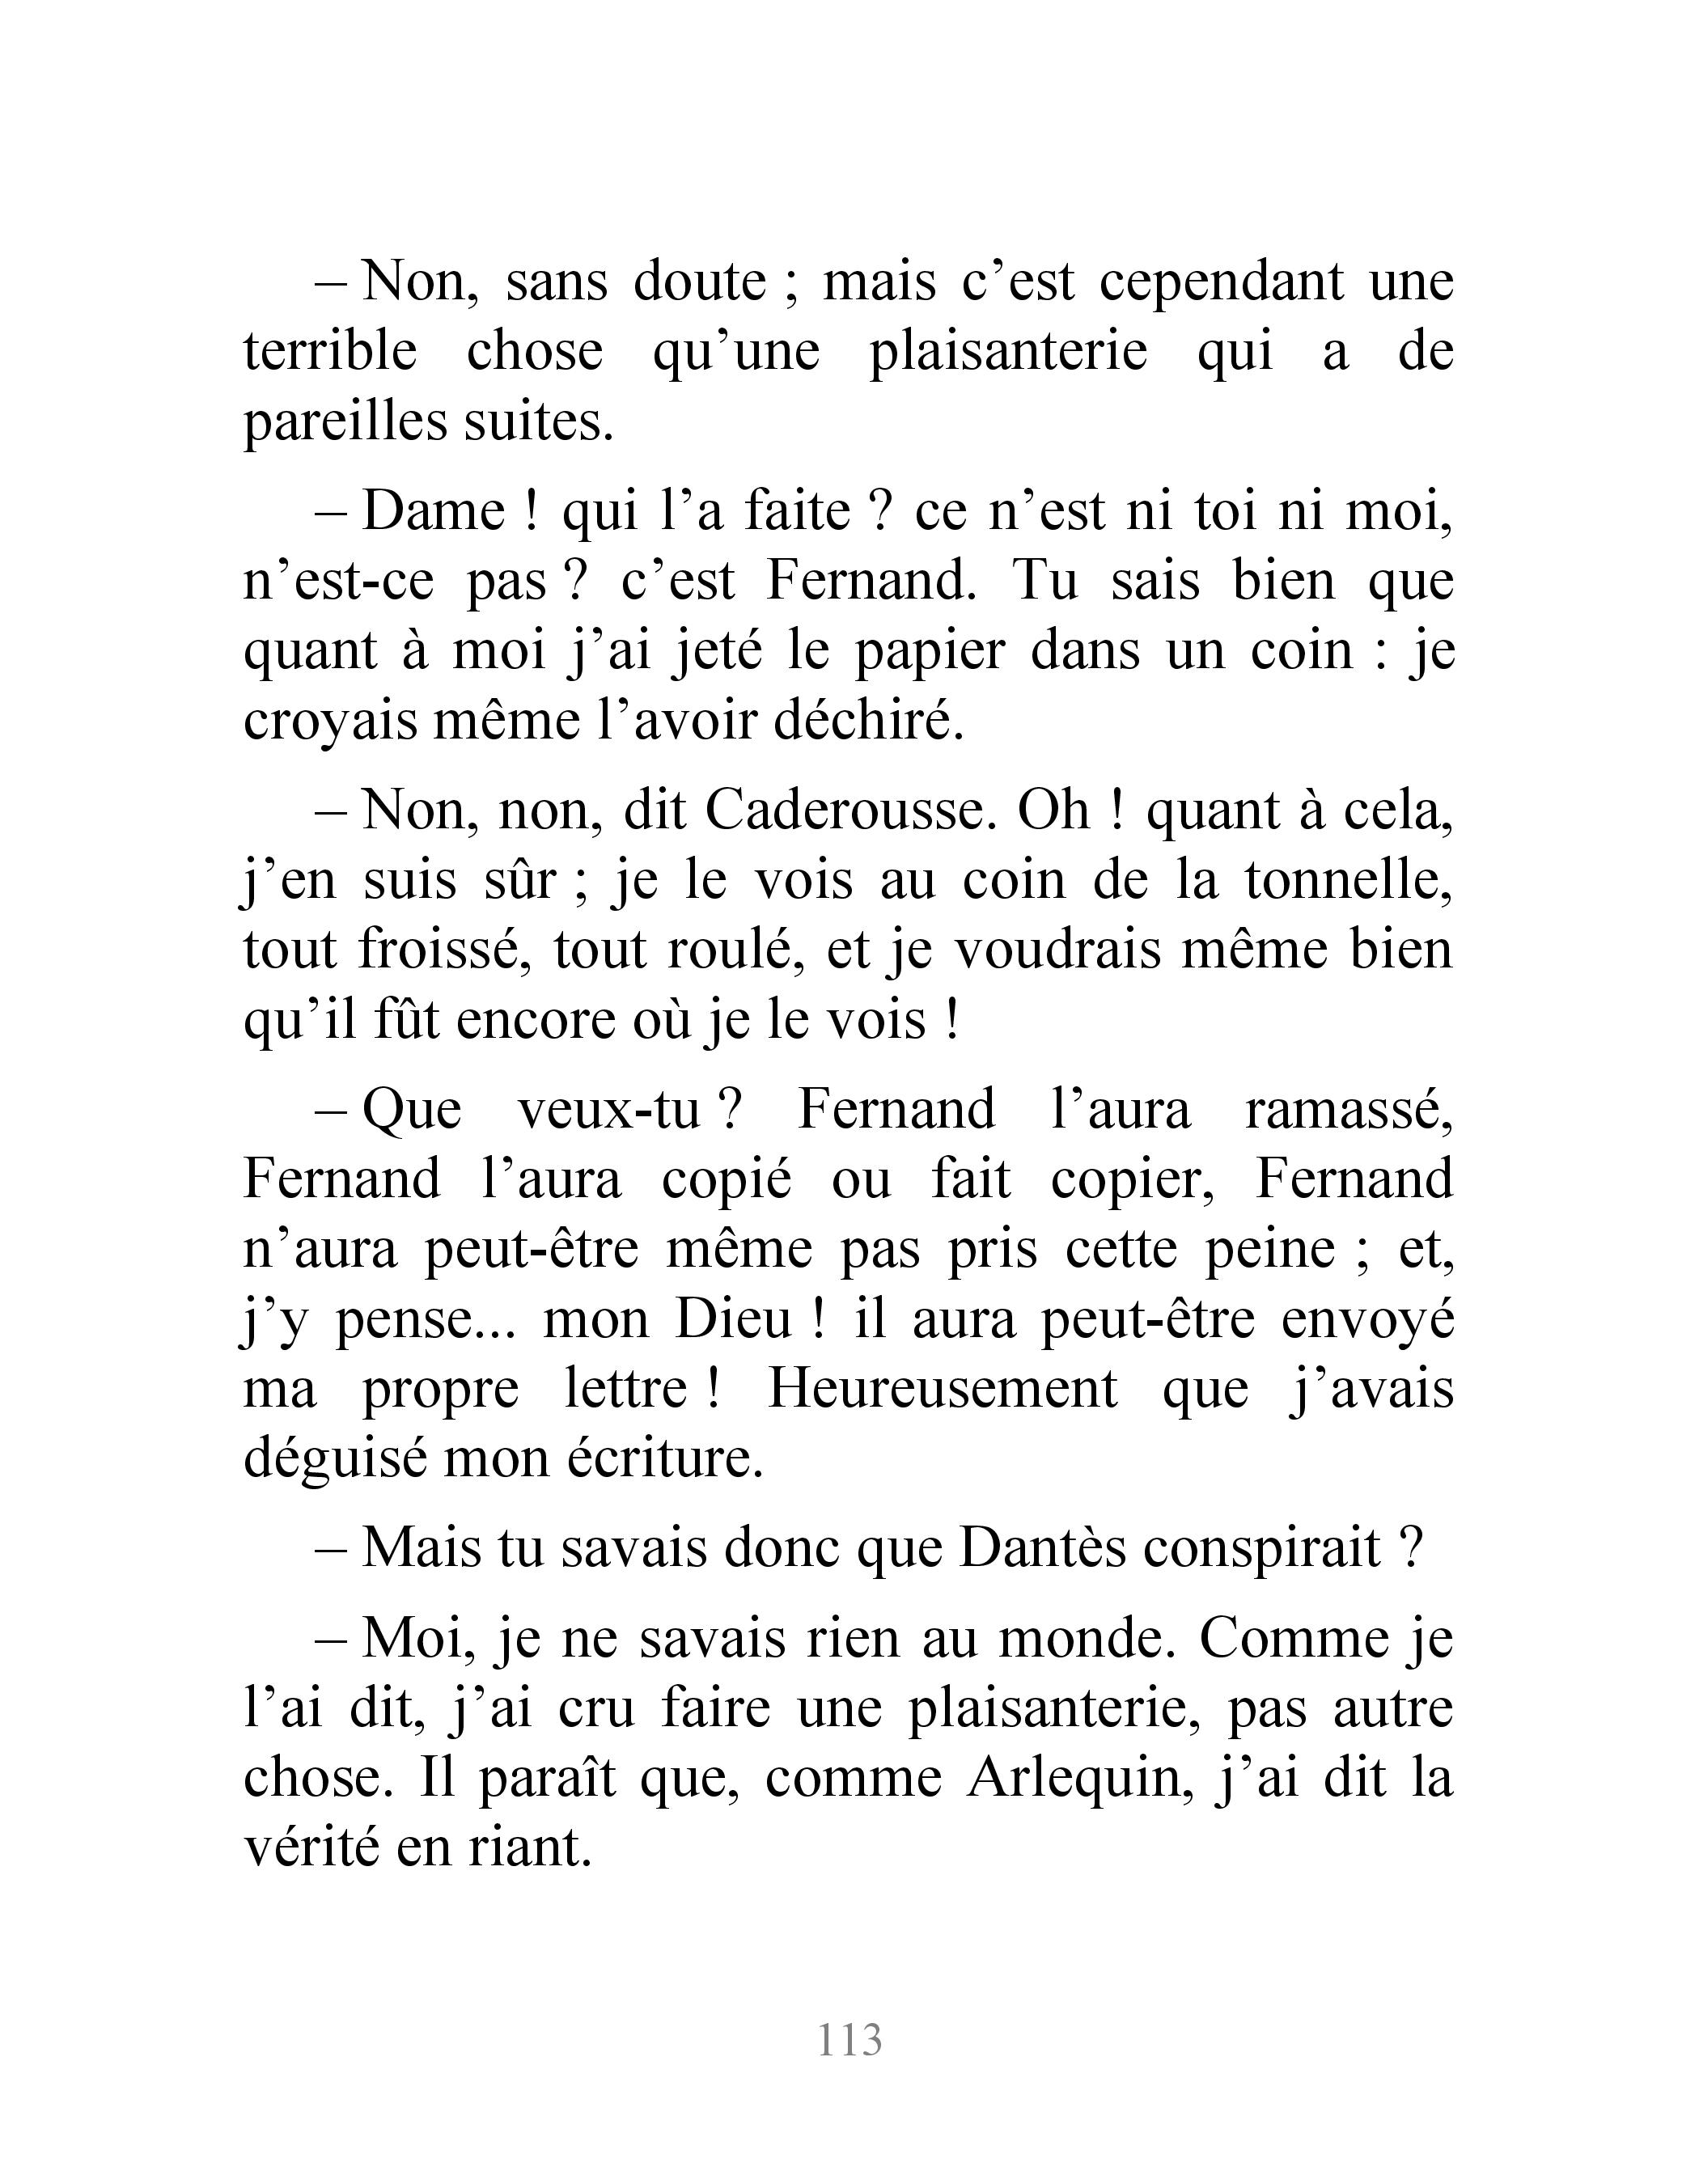 – Non, sans doute ; mais c’est cependant une
terrible chose qu’une plaisanterie qui a de
pareilles suites.
– Dame ! qui l’a faite ? ce n’est ni toi ni moi,
n’est-ce pas ? c’est Fernand. Tu sais bien que
quant à moi j’ai jeté le papier dans un coin : je
croyais même l’avoir déchiré.
– Non, non, dit Caderousse. Oh ! quant à cela,
j’en suis sûr ; je le vois au coin de la tonnelle,
tout froissé, tout roulé, et je voudrais même bien
qu’il fût encore où je le vois !
– Que veux-tu ? Fernand l’aura ramassé,
Fernand l’aura copié ou fait copier, Fernand
n’aura peut-être même pas pris cette peine ; et,
j’y pense... mon Dieu ! il aura peut-être envoyé
ma propre lettre ! Heureusement que j’avais
déguisé mon écriture.
– Mais tu savais donc que Dantès conspirait ?
– Moi, je ne savais rien au monde. Comme je
l’ai dit, j’ai cru faire une plaisanterie, pas autre
chose. Il paraît que, comme Arlequin, j’ai dit la
vérité en riant.
113